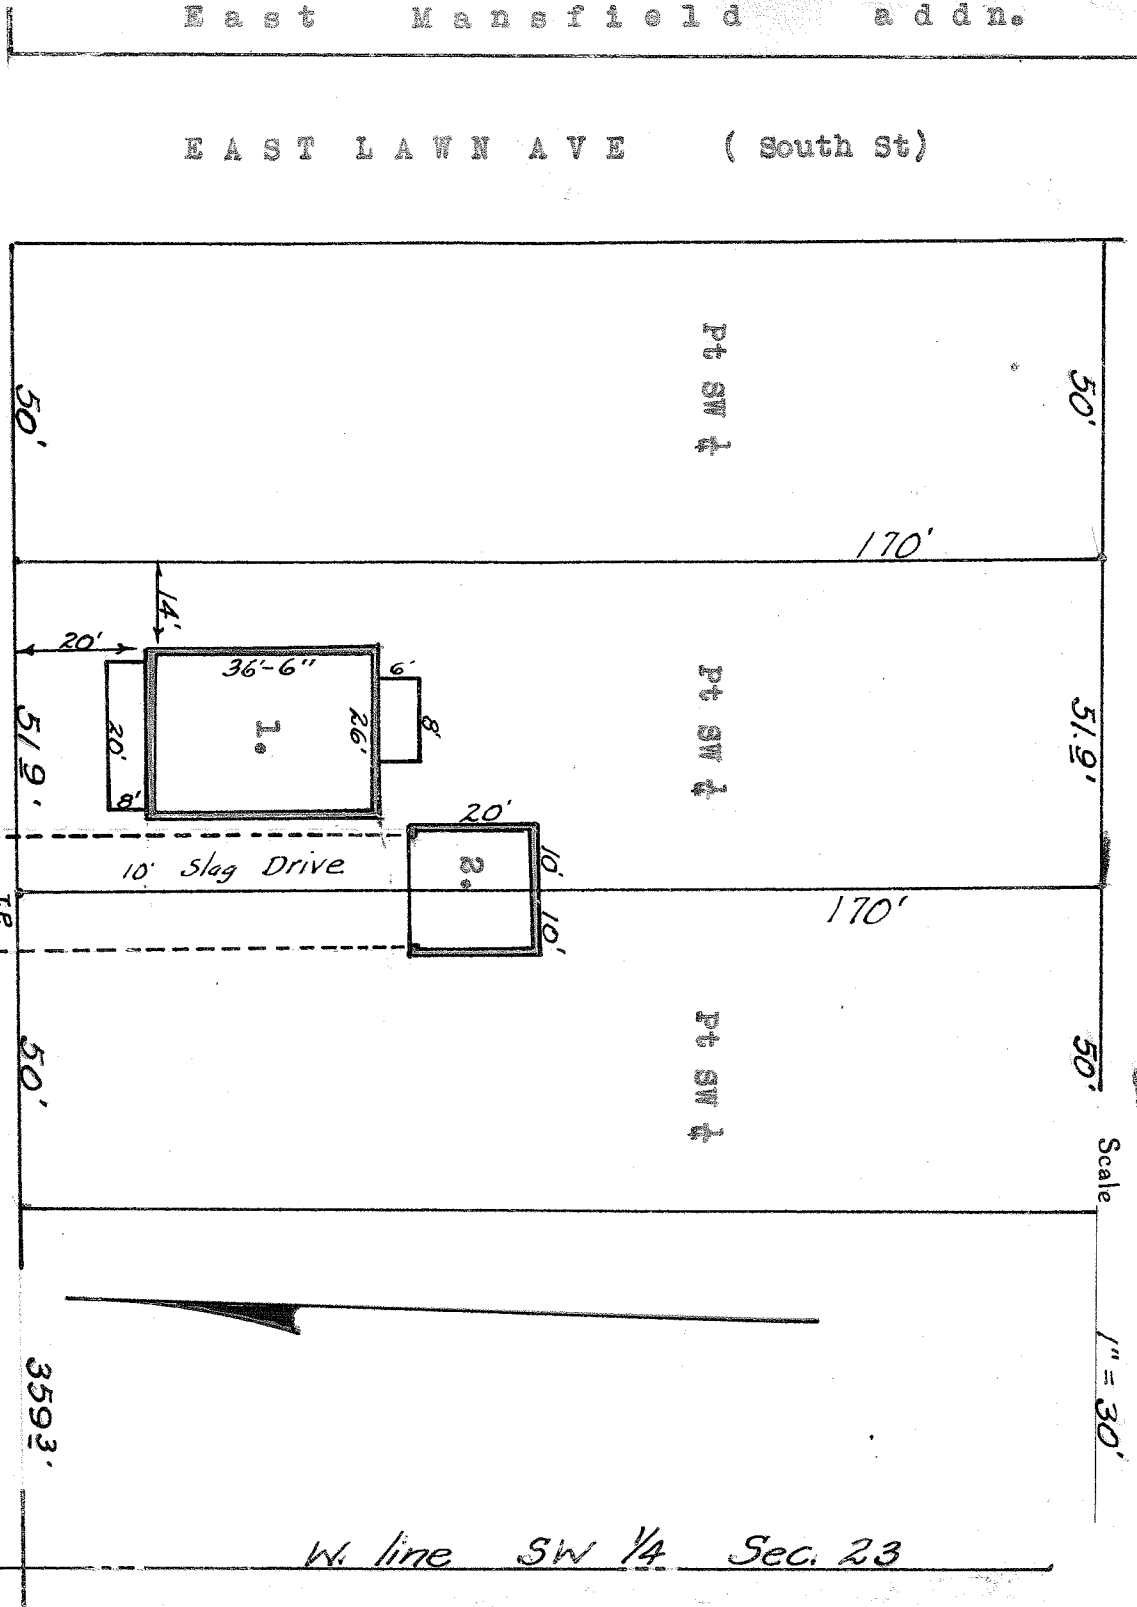 East Mansfield addn.
EAST LAWN AVE (South St)
50'
pt SW ¼
50'
170'
14'
20'
36'-6"
6'
51.9'
20'
8'
1.
26'
8'
pt SW ¼
51.9'
10' Slag Drive
20'
2.
10'
10'
170'
I.P.
50'
pt SW ¼
50'
Scale 1" = 30'
359.3'
W. line SW 1/4 Sec. 23